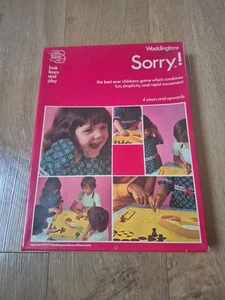 Waddingtons
Sorry!
look
learn and
play
the best ever childrens game which combines
fun, simplicity and rapid movement
4 years and upwards